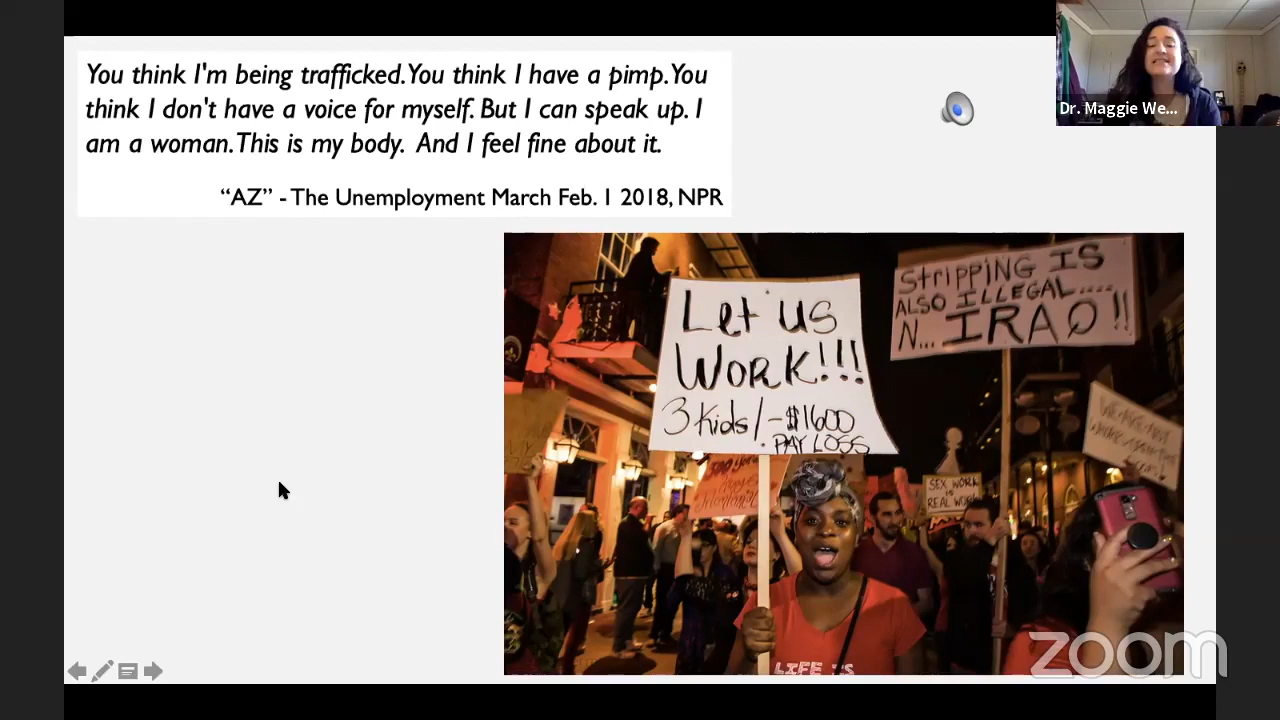 You think I'm being trafficked. You think I have a pimp. You
think I don't have a voice for myself. But I can speak up. I
am a woman. This is my body. And I feel fine about it.
“AZ” - The Unemployment March Feb. 1 2018, NPR
Dr. Maggie We...
Let us
Work!!!
3 Kids/-$1600
PAY LOSS
Stripping IS
ALSO ILLEGAL....
N... IRAQ!!
WE ARE NOT
SEX WORK
IS
REAL WORK
LIFE IS
zoom